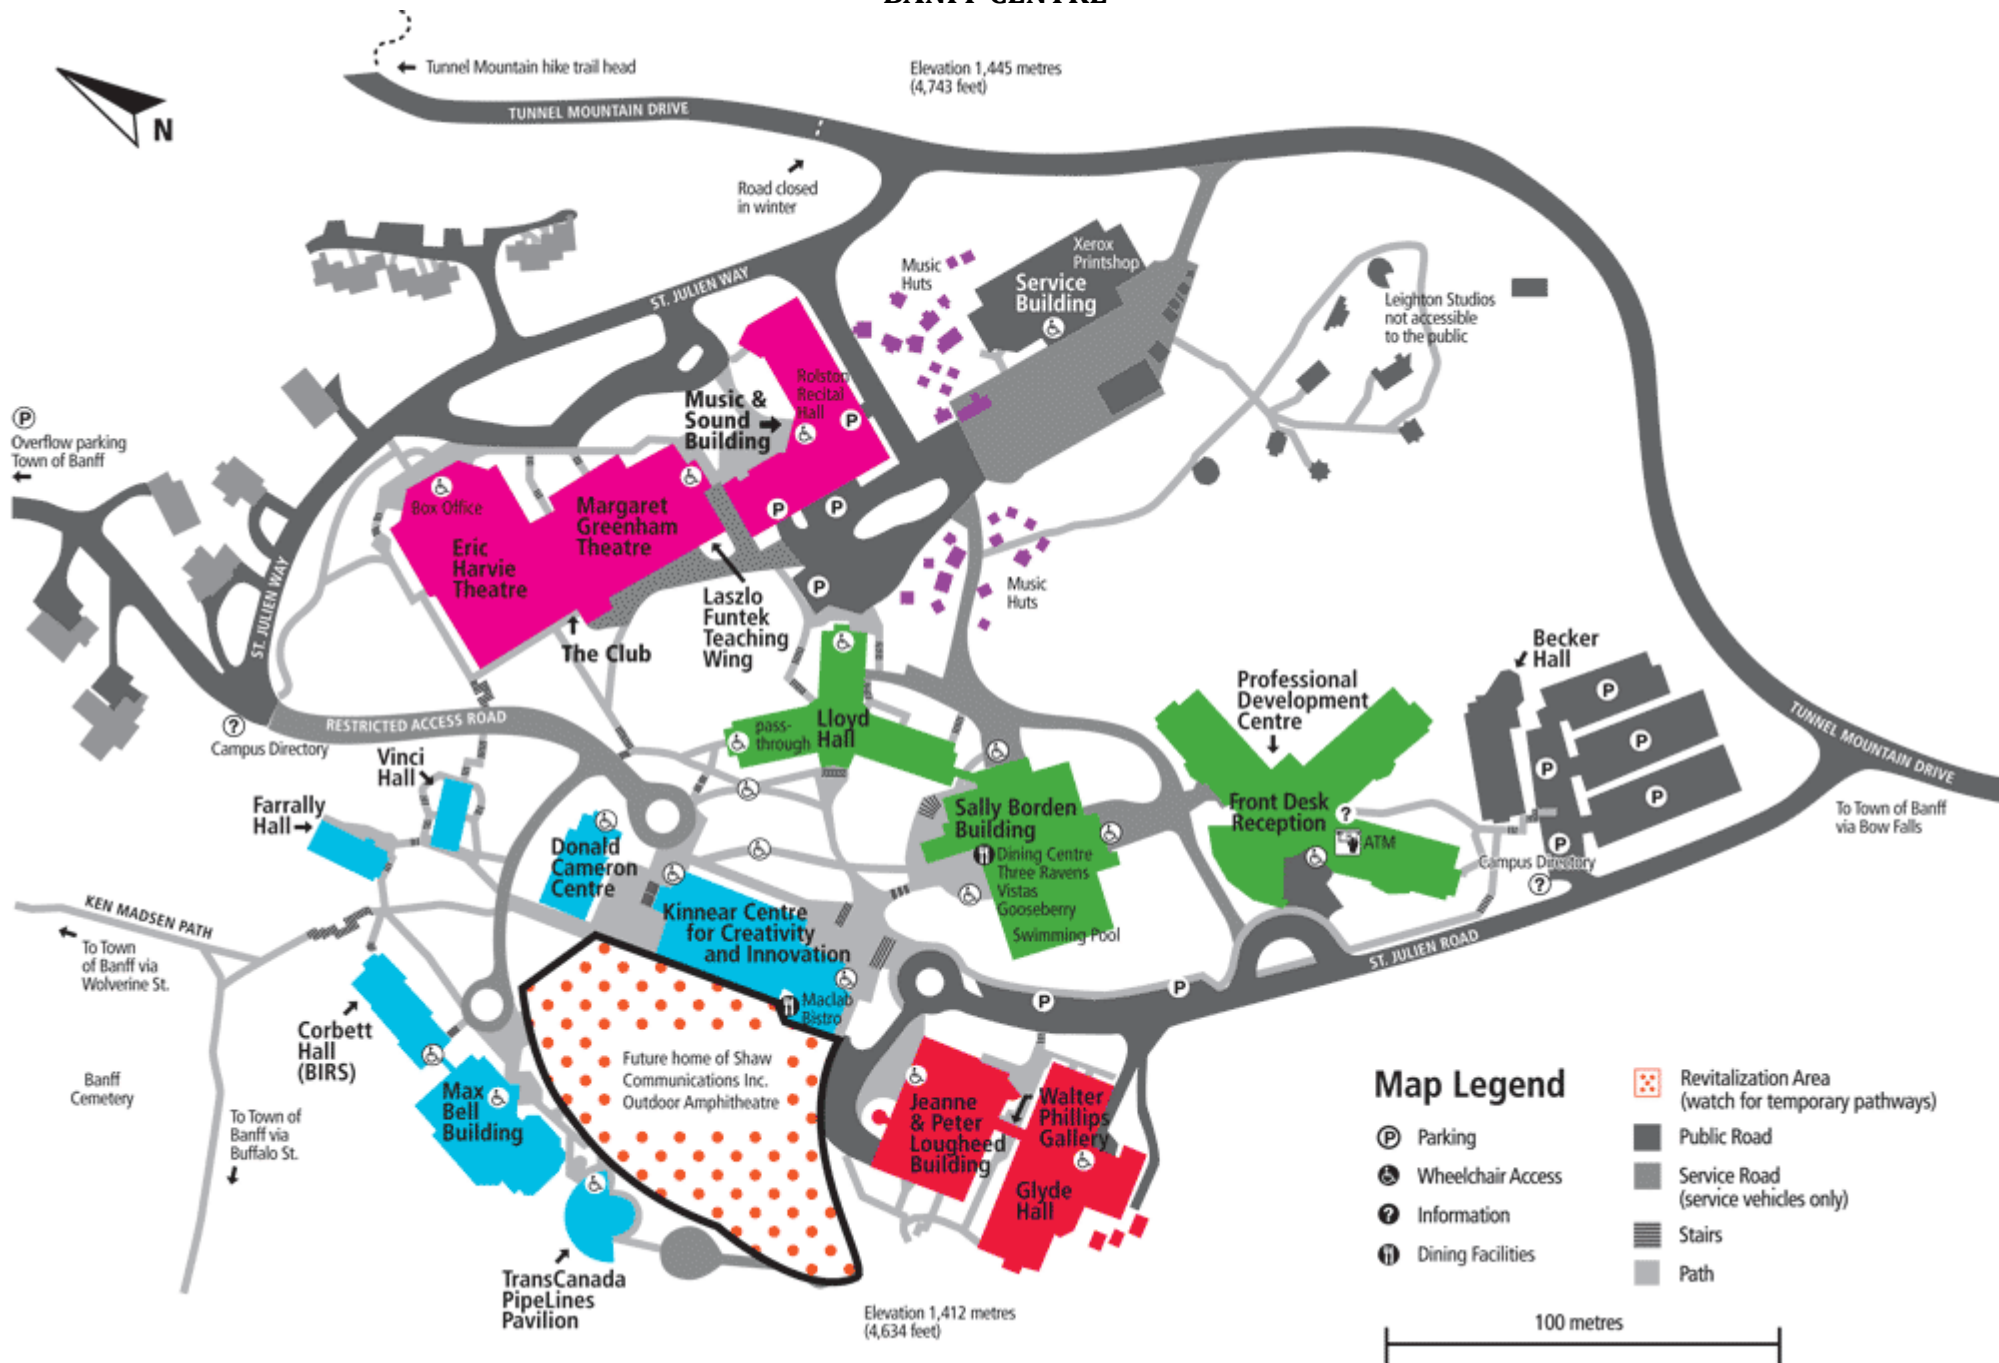 BANFF CENTRE
Tunnel Mountain hike trail head
Elevation 1,445 metres
(4,743 feet)
TUNNEL MOUNTAIN DRIVE
N
Road closed
in winter
Music
Huts
Xerox
Printshop
Service
Building
ST. JULIEN WAY
Leighton Studios
not accessible
to the public
Rolston
Recital
Hall
P
Music &
Sound
Building
P
Overflow parking
Town of Banff
Box Office
Margaret
Greenham
Theatre
P
P
Eric
Harvie
Theatre
P
Music
Huts
ST. JULIEN WAY
Laszlo
Funtek
Teaching
Wing
The Club
Becker
Hall
Professional
Development
Centre
P
P
P
P
P
TUNNEL MOUNTAIN DRIVE
RESTRICTED ACCESS ROAD
?
Campus Directory
pass-
through
Lloyd
Hall
Vinci
Hall
Farrally
Hall
Sally Borden
Building
Dining Centre
Three Ravens
Vistas
Gooseberry
Swimming Pool
Front Desk
Reception
?
ATM
Campus Directory
?
To Town of Banff
via Bow Falls
Donald
Cameron
Centre
Kinnear Centre
for Creativity
and Innovation
KEN MADSEN PATH
To Town
of Banff via
Wolverine St.
ST. JULIEN ROAD
P
P
Maclab
Bistro
Corbett
Hall
(BIRS)
Future home of Shaw
Communications Inc.
Outdoor Amphitheatre
Banff
Cemetery
To Town of
Banff via
Buffalo St.
Max
Bell
Building
Jeanne
& Peter
Lougheed
Building
Walter
Phillips
Gallery
Glyde
Hall
TransCanada
PipeLines
Pavilion
Elevation 1,412 metres
(4,634 feet)
Map Legend
P Parking
Wheelchair Access
? Information
Dining Facilities
Revitalization Area
(watch for temporary pathways)
Public Road
Service Road
(service vehicles only)
Stairs
Path
100 metres